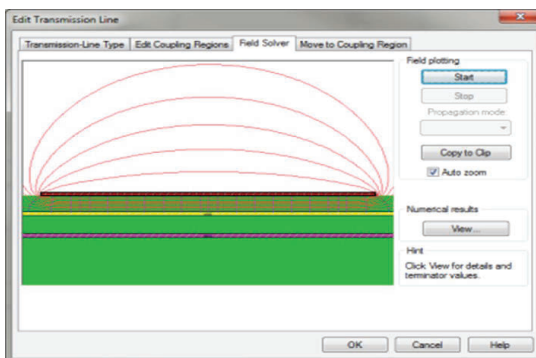 Edit Transmission Line
Transmission-Line Type
Edit Coupling Regions
Field Solver
Move to Coupling Region
Field plotting
Start
Stop
Propagation mode:
Copy to Clip
Auto zoom
Numerical results
View...
Hint
Click View for details and
terminator values.
OK
Cancel
Help